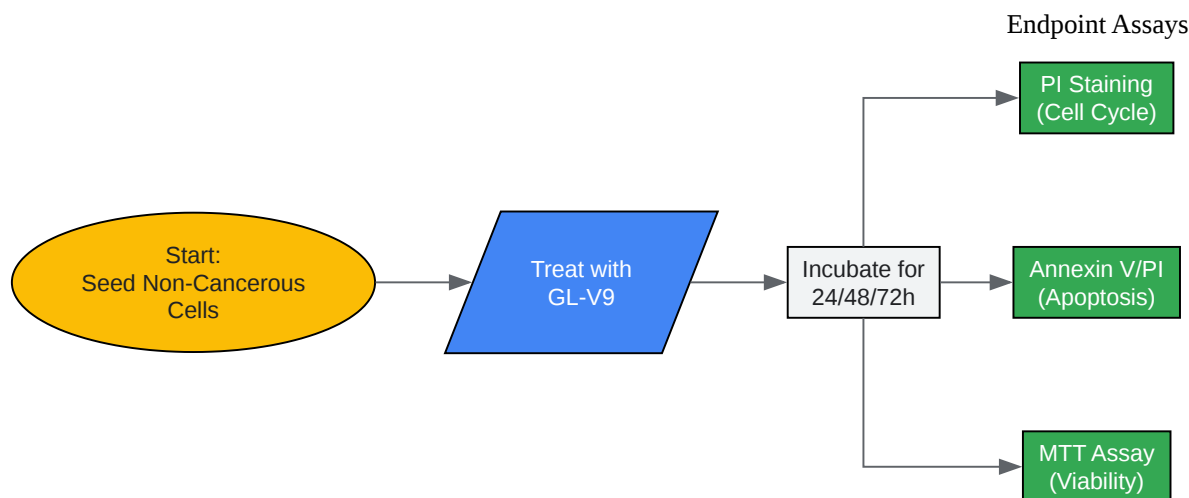 Endpoint Assays
PI Staining
(Cell Cycle)
Start:
Seed Non-Cancerous
Cells
Treat with
GL-V9
Incubate for
24/48/72h
Annexin V/PI
(Apoptosis)
MTT Assay
(Viability)